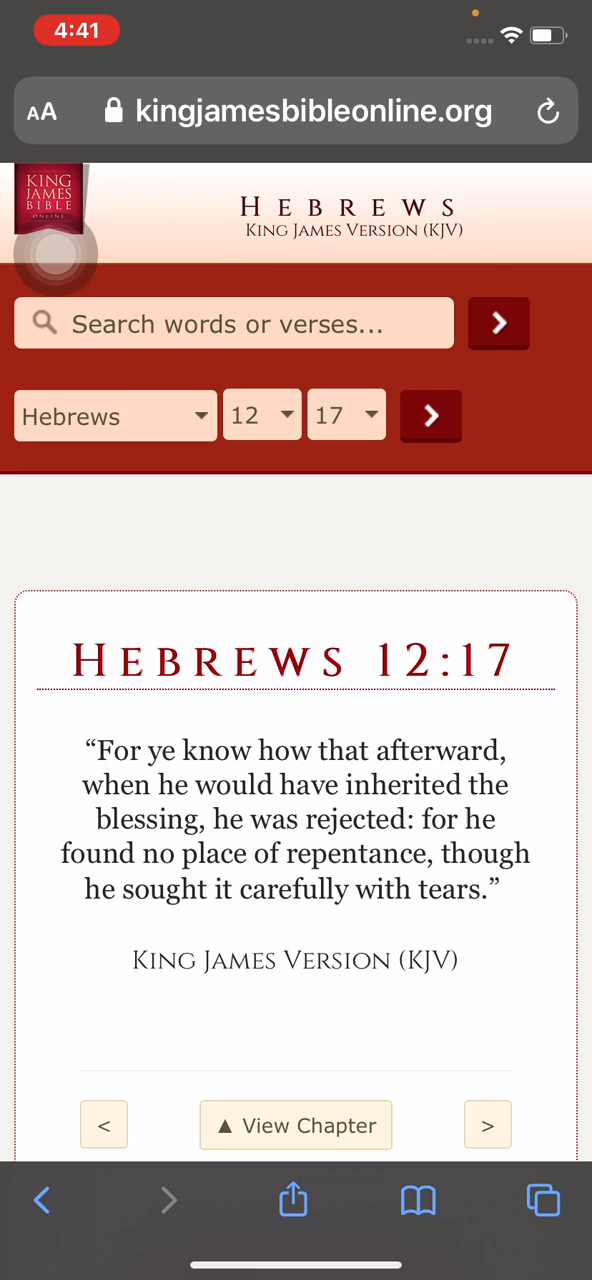 4:41
AA kingjamesbibleonline.org
KING
JAMES
BIBLE
ONLINE
HEBREWS
KING JAMES VERSION (KJV)
Search words or verses...
Hebrews 12 17
HEBREWS 12:17
“For ye know how that afterward,
when he would have inherited the
blessing, he was rejected: for he
found no place of repentance, though
he sought it carefully with tears.”
KING JAMES VERSION (KJV)
< ▲ View Chapter >